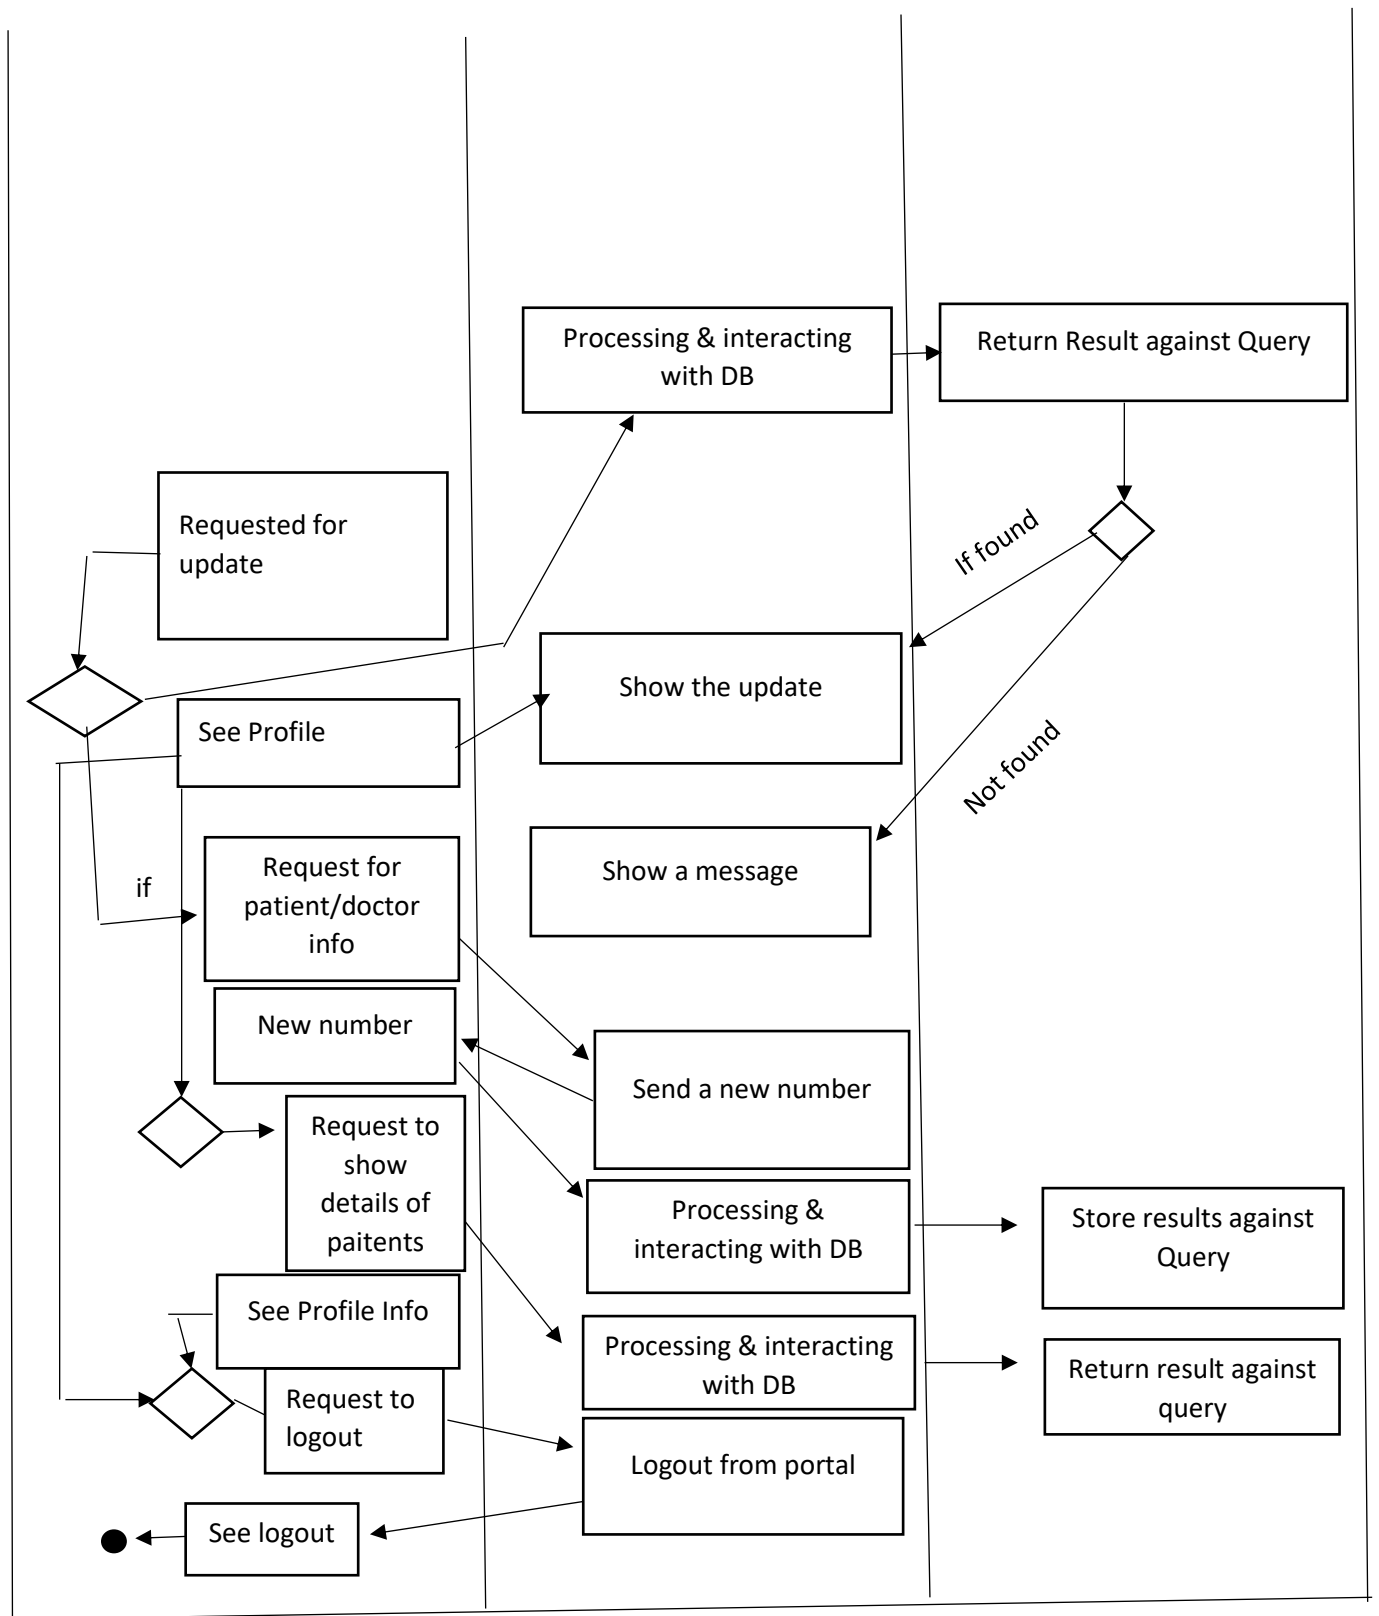 Processing & interacting
with DB
Return Result against Query
Requested for
update
If found
Show the update
See Profile
Not found
Request for
patient/doctor
info
if
Show a message
New number
Send a new number
Request to
show
details of
paitents
Processing &
interacting with DB
Store results against
Query
See Profile Info
Processing & interacting
with DB
Return result against
query
Request to
logout
Logout from portal
See logout